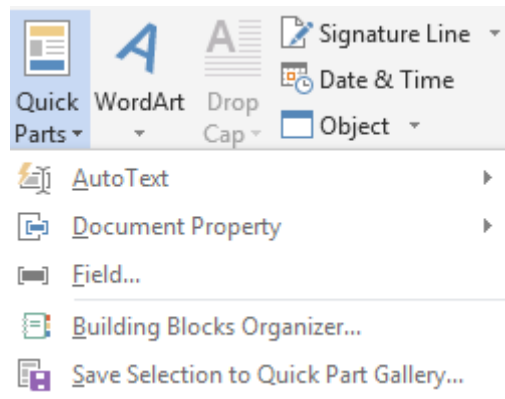 Signature Line
Date & Time
Quick Parts
WordArt
Drop Cap
Object
AutoText
Document Property
Field...
Building Blocks Organizer...
Save Selection to Quick Part Gallery...